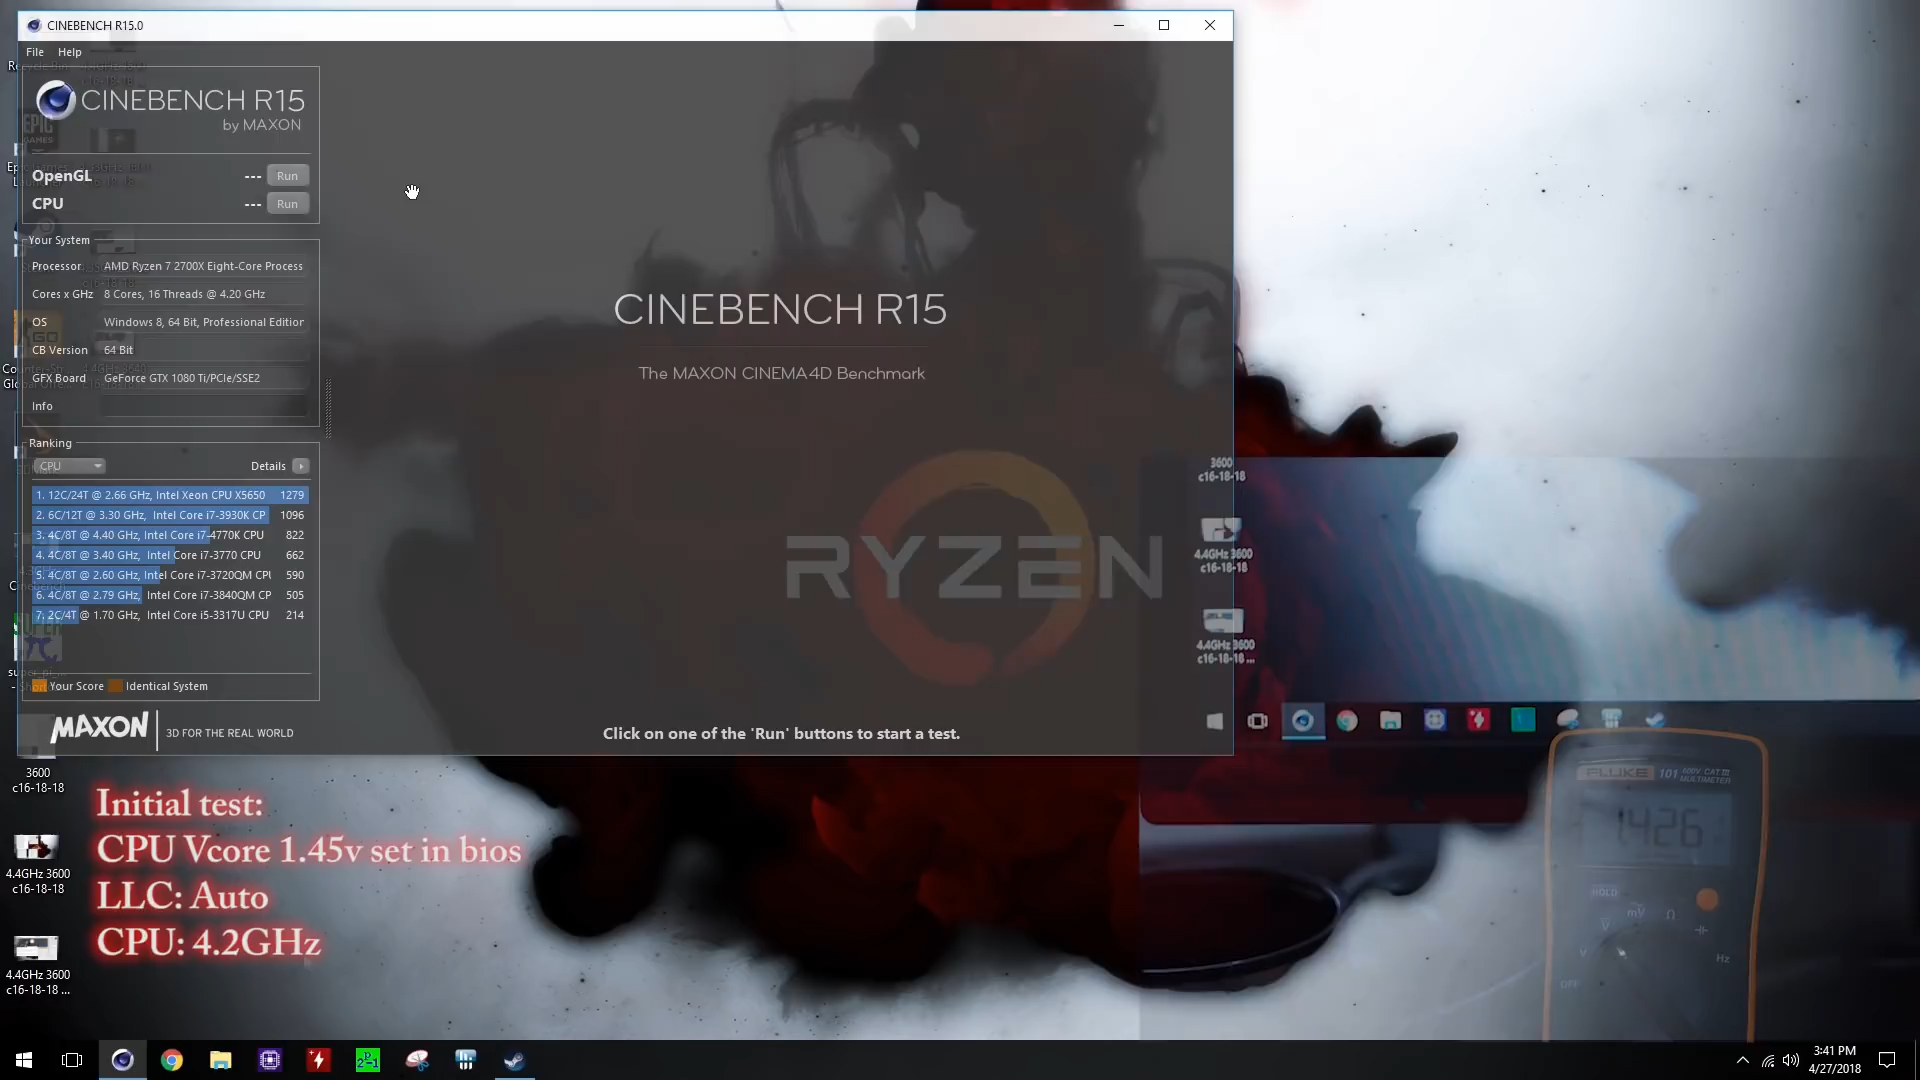 CINEBENCH R15.0
File Help
CINEBENCH R15
by MAXON
OpenGL --- Run
CPU --- Run
Your System
Processor AMD Ryzen 7 2700X Eight-Core Process
Cores x GHz 8 Cores, 16 Threads @ 4.20 GHz
OS Windows 8, 64 Bit, Professional Edition
CB Version 64 Bit
GFX Board GeForce GTX 1080 Ti/PCIe/SSE2
Info
Ranking
CPU Details
1. 12C/24T @ 2.66 GHz, Intel Xeon CPU X5650 1279
2. 6C/12T @ 3.30 GHz, Intel Core i7-3930K CP 1096
3. 4C/8T @ 4.40 GHz, Intel Core i7-4770K CPU 822
4. 4C/8T @ 3.40 GHz, Intel Core i7-3770 CPU 662
5. 4C/8T @ 2.60 GHz, Intel Core i7-3720QM CPU 590
6. 4C/8T @ 2.79 GHz, Intel Core i7-3840QM CP 505
7. 2C/4T @ 1.70 GHz, Intel Core i5-3317U CPU 214
Your Score Identical System
MAXON 3D FOR THE REAL WORLD
CINEBENCH R15
The MAXON CINEMA4D Benchmark
RYZEN
Click on one of the 'Run' buttons to start a test.
3600
c16-18-18
4.4GHz 3600
c16-18-18
4.4GHz 3600
c16-18-18 ...
3600
c16-18-18
4.4GHz 3600
c16-18-18
4.4GHz 3600
c16-18-18 ...
Initial test:
CPU Vcore 1.45v set in bios
LLC: Auto
CPU: 4.2GHz
FLUKE 101
MULTIMETER
1.426
HOLD
mV
Hz
OFF
3:41 PM
4/27/2018